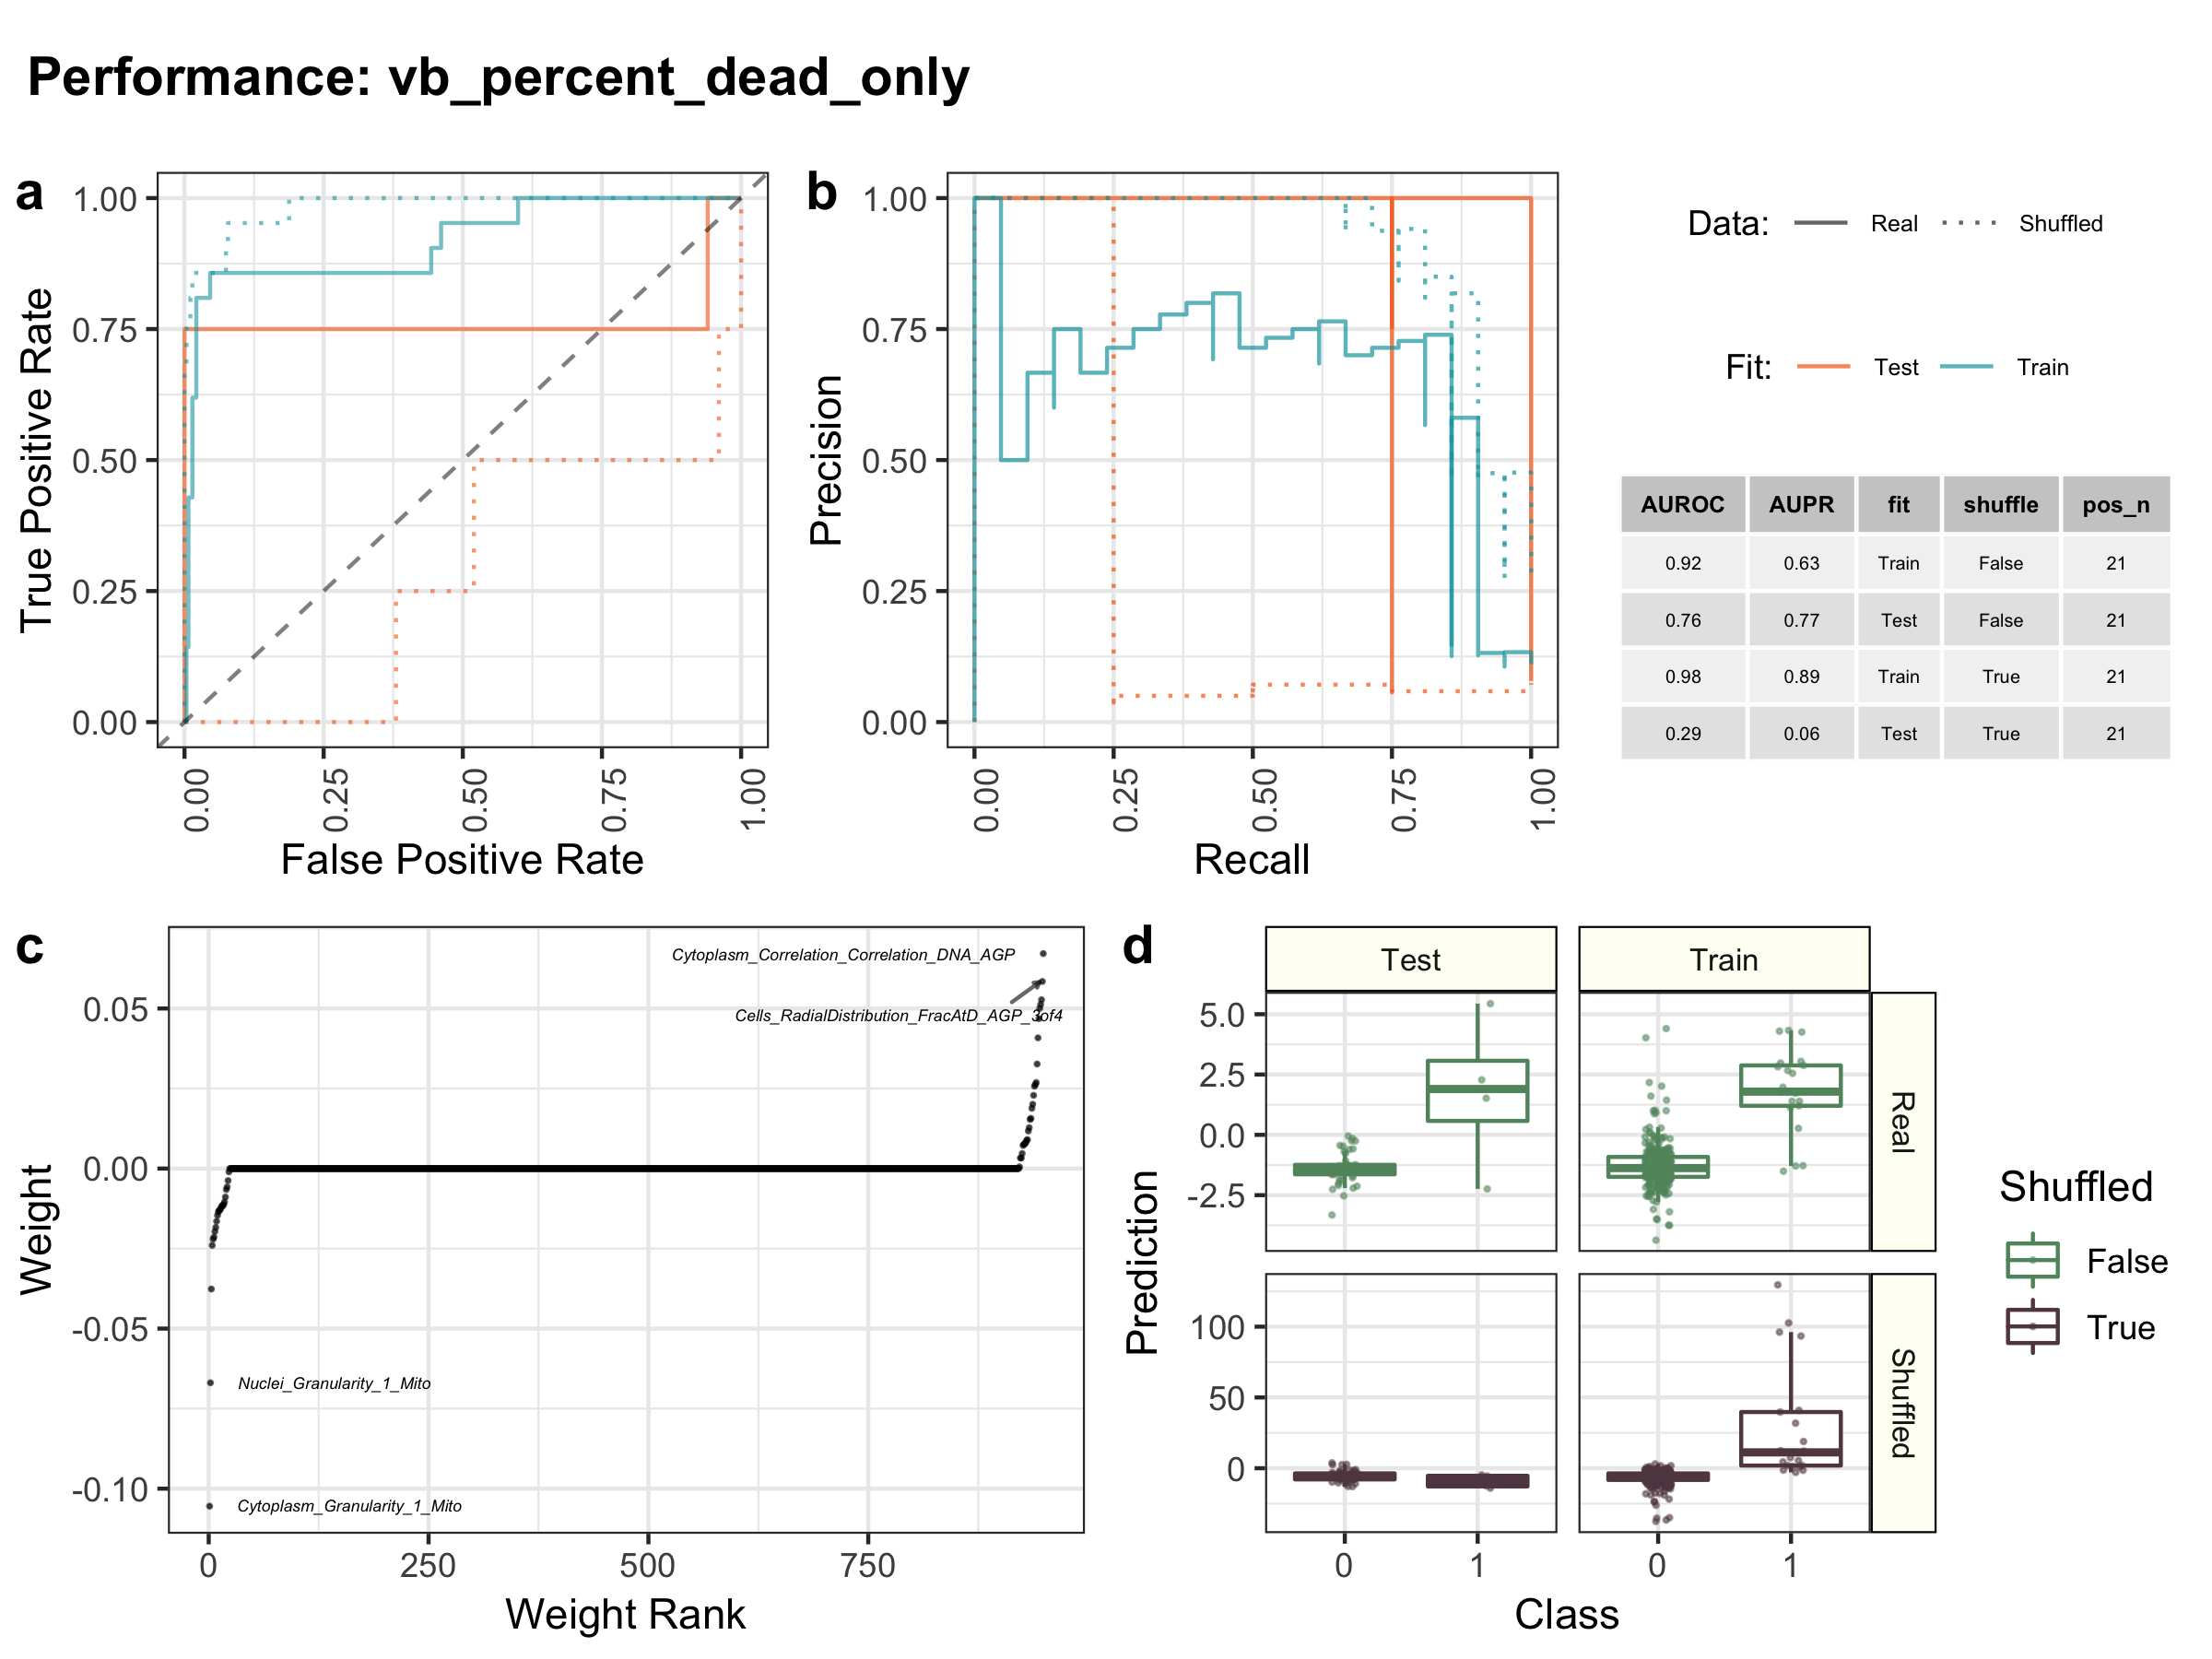 Performance: vb_percent_dead_only
a
1.00
0.75
0.50
0.25
0.00
True Positive Rate
0.00
0.25
0.50
0.75
1.00
False Positive Rate
b
1.00
0.75
0.50
0.25
0.00
Precision
0.00
0.25
0.50
0.75
1.00
Recall
Data: Real Shuffled
Fit: Test Train
AUROC AUPR fit shuffle pos_n
0.92 0.63 Train False 21
0.76 0.77 Test False 21
0.98 0.89 Train True 21
0.29 0.06 Test True 21
c
0.05
0.00
-0.05
-0.10
Weight
Cytoplasm_Correlation_Correlation_DNA_AGP
Cells_RadialDistribution_FracAtD_AGP_3of4
Nuclei_Granularity_1_Mito
Cytoplasm_Granularity_1_Mito
0 250 500 750
Weight Rank
d
Test Train
5.0
2.5
0.0
-2.5
Real
100
50
0
Shuffled
Prediction
0 1 0 1
Class
Shuffled
False
True